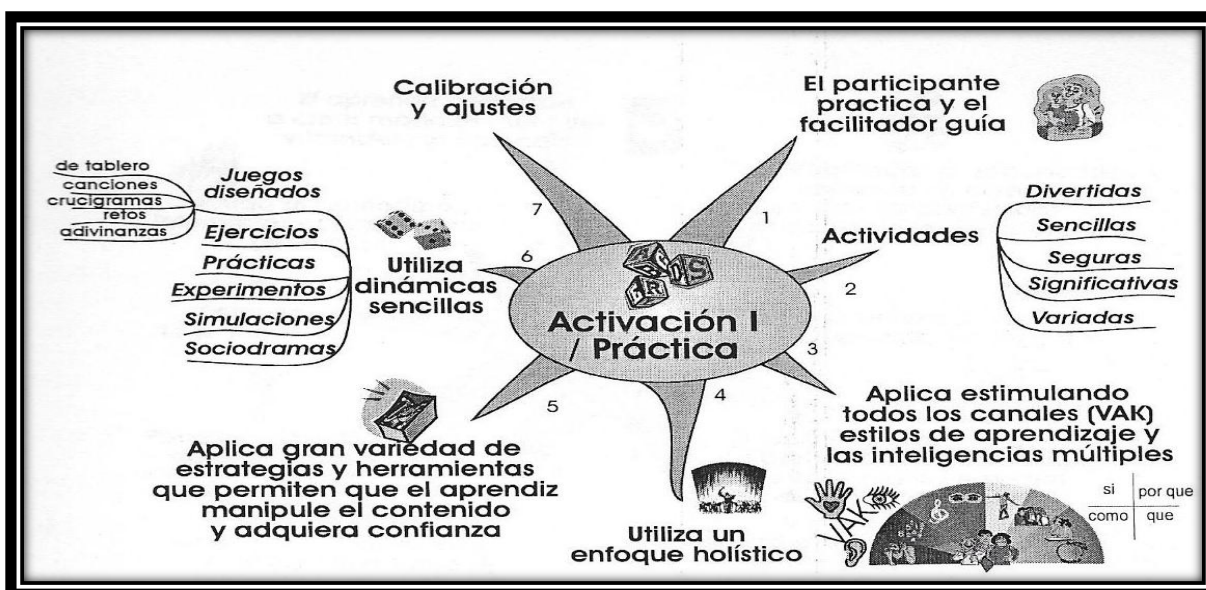 Activación I
/ Práctica
1
El participante
practica y el
facilitador guía
2
Actividades
Divertidas
Sencillas
Seguras
Significativas
Variadas
3
Aplica estimulando
todos los canales (VAK)
estilos de aprendizaje y
las inteligencias múltiples
VAK
si
por que
como
que
4
Utiliza un
enfoque holístico
5
Aplica gran variedad de
estrategias y herramientas
que permiten que el aprendiz
manipule el contenido
y adquiera confianza
6
Utiliza
dinámicas
sencillas
Juegos
diseñados
de tablero
canciones
crucigramas
retos
adivinanzas
Ejercicios
Prácticas
Experimentos
Simulaciones
Sociodramas
7
Calibración
y ajustes